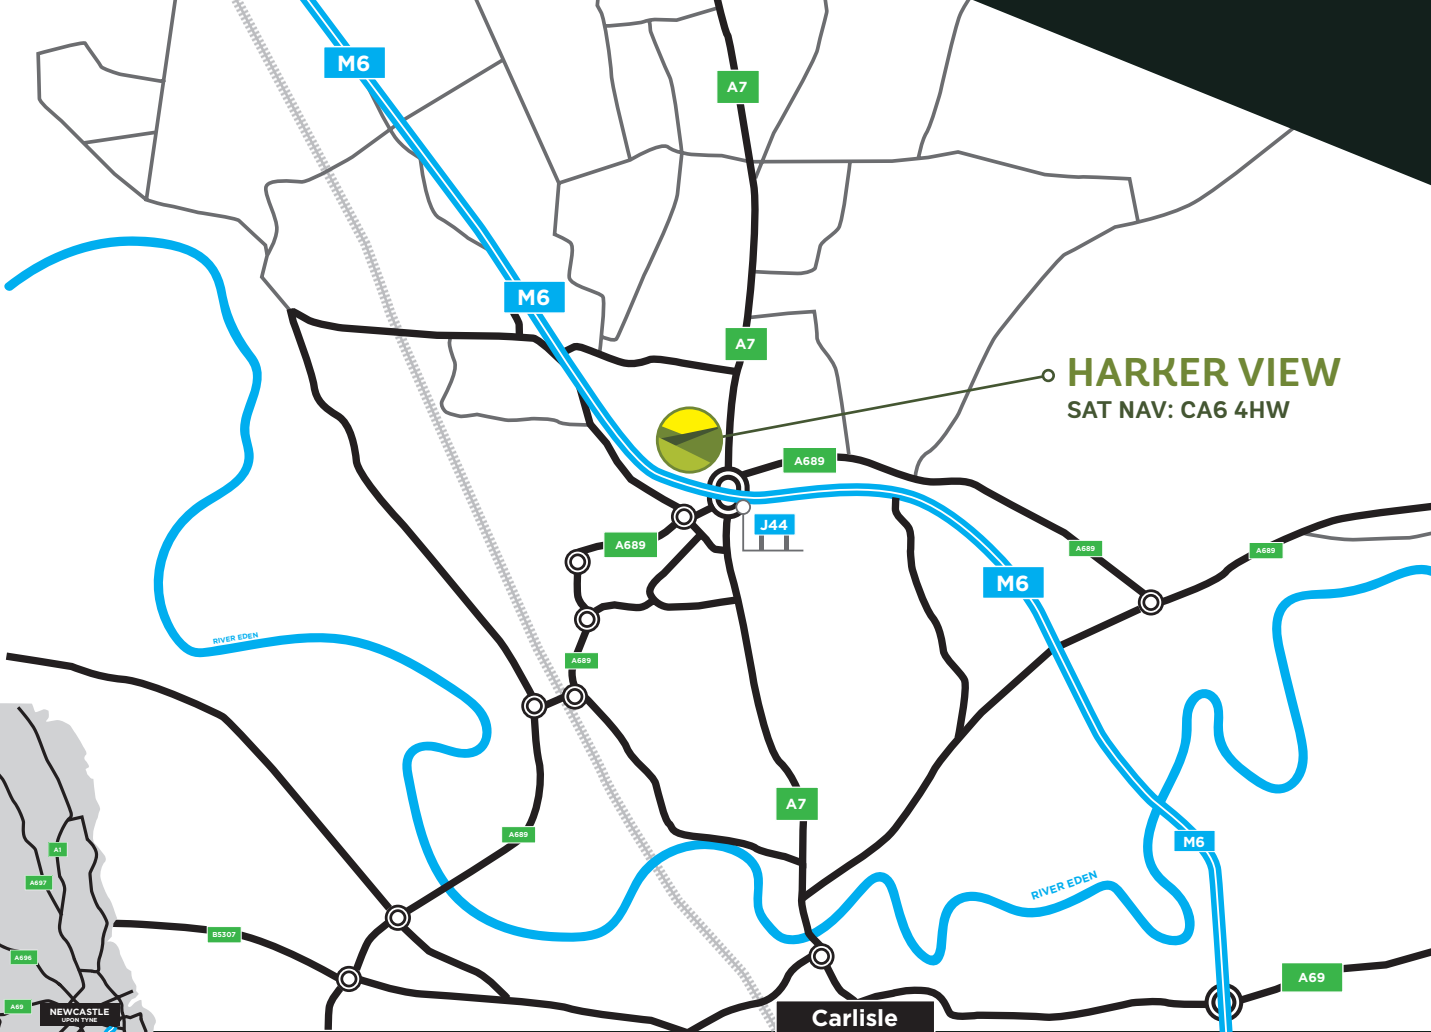 M6
A7
M6
A7
HARKER VIEW
SAT NAV: CA6 4HW
A689
J44
A689
A689
A689
M6
RIVER EDEN
A689
A7
A689
M6
A1
A697
RIVER EDEN
B5307
A696
A69
A69
NEWCASTLE
UPON TYNE
Carlisle